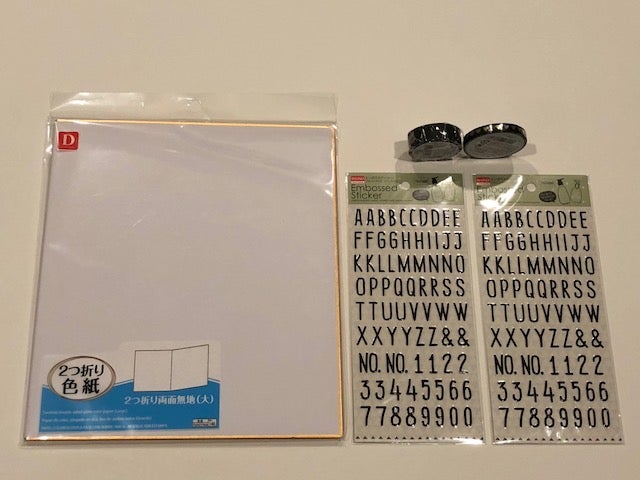 D
2つ折り
色紙
2つ折り両面無地(大)
Embossed
Sticker
AABBCCDDEE
FFGGHHIIJJ
KKLLMMNNO
OPPQQRRSS
TTUUVVWW
XXYYZZ&&
NO.NO.1122
33445566
77889900
Embossed
Sticker
AABBCCDDEE
FFGGHHIIJJ
KKLLMMNNO
OPPQQRRSS
TTUUVVWW
XXYYZZ&&
NO.NO.1122
33445566
77889900